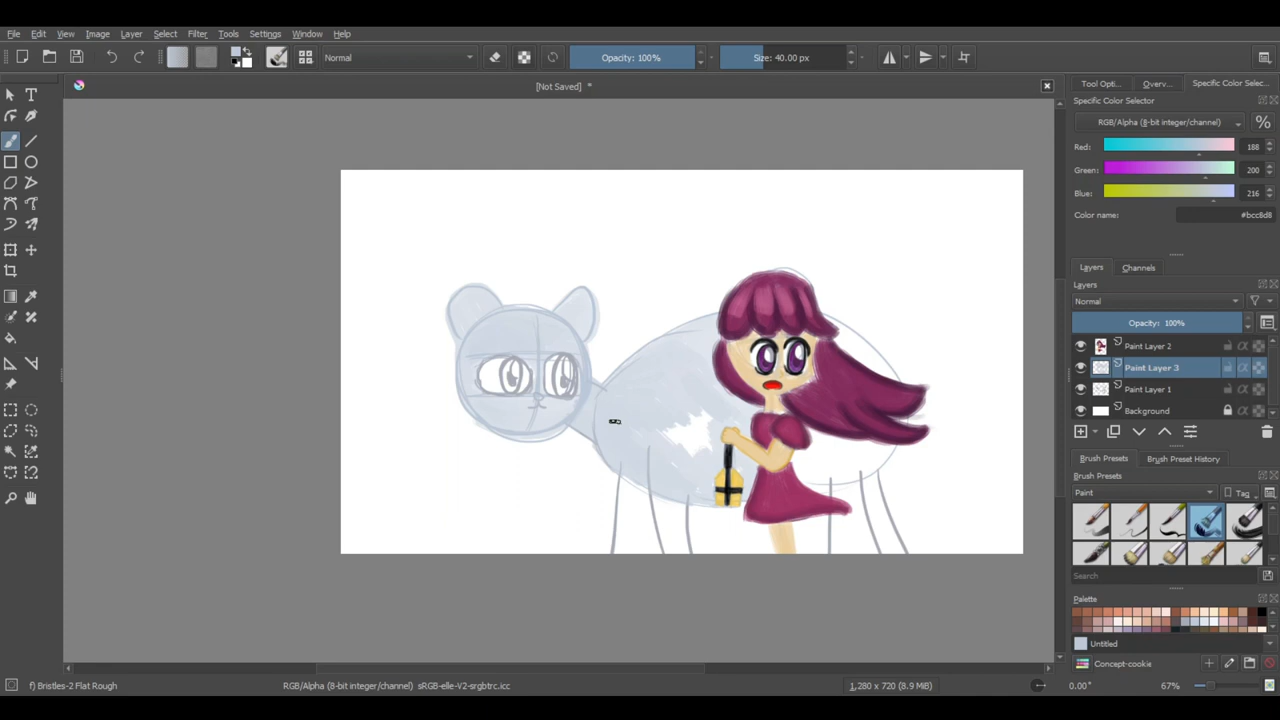 File Edit View Image Layer Select Filter Tools Settings Window Help
Normal Opacity: 100% Size: 40.00 px
[Not Saved] *
Tool Opti... Overv... Specific Color Selec...
Specific Color Selector
RGB/Alpha (8-bit integer/channel) %
Red: 188
Green: 200
Blue: 216
Color name: #bcc8d8
Layers Channels
Layers
Normal
Opacity: 100%
Paint Layer 2
Paint Layer 3
Paint Layer 1
Background
Brush Presets Brush Preset History
Brush Presets
Paint Tag
Search
Palette
Untitled
Concept-cookie
f) Bristles-2 Flat Rough RGB/Alpha (8-bit integer/channel) sRGB-elle-V2-srgbtrc.icc 1,280 x 720 (8.9 MiB) 0.00° 67%